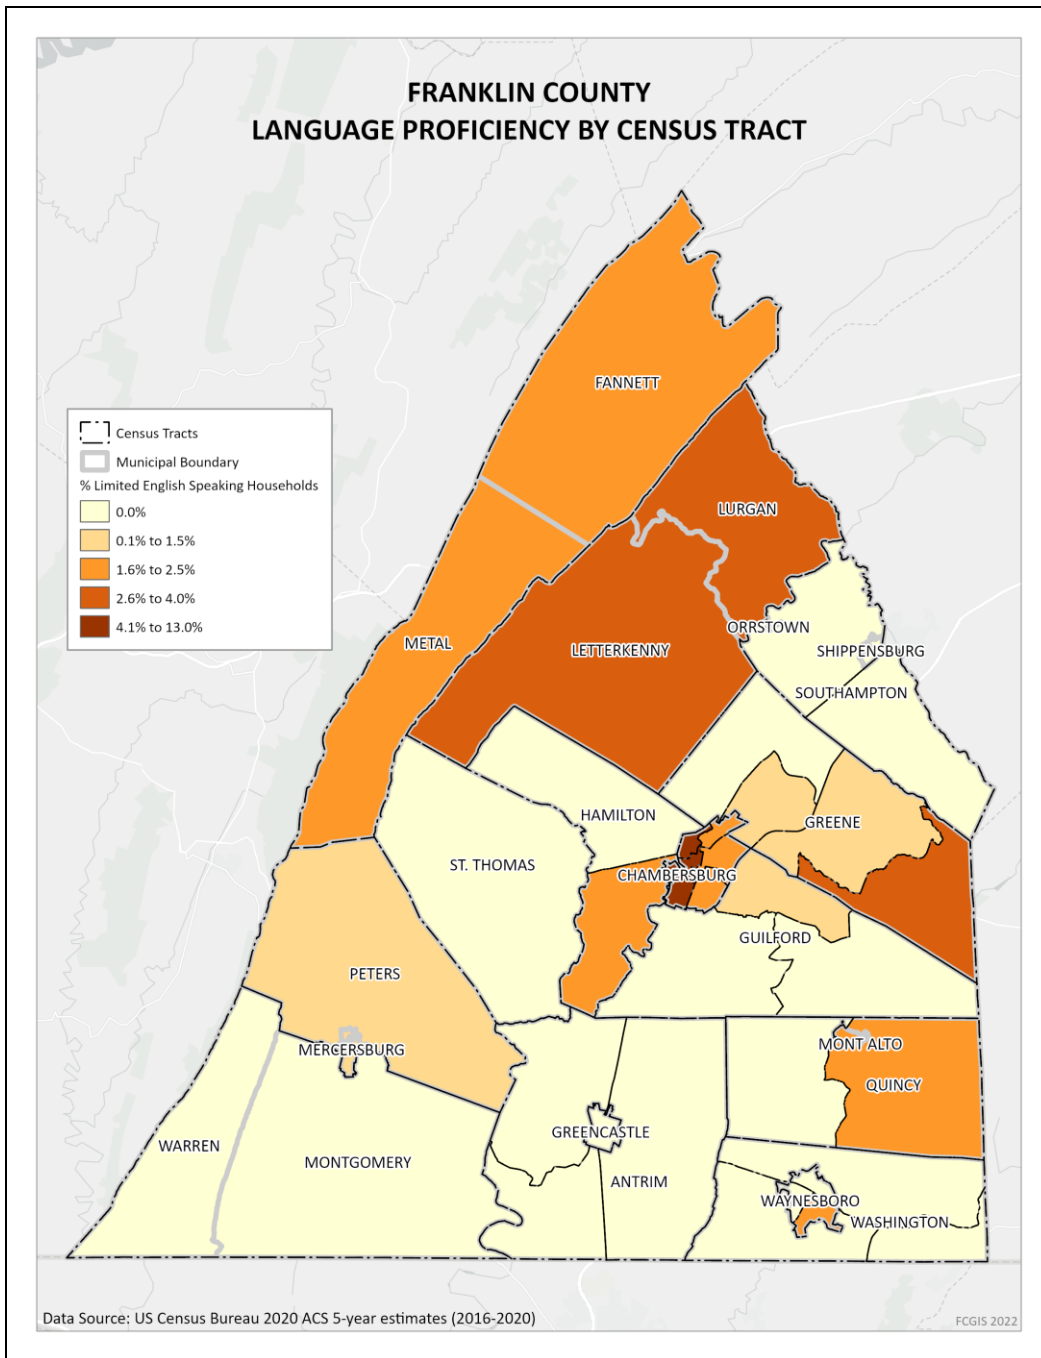 FRANKLIN COUNTY
LANGUAGE PROFICIENCY BY CENSUS TRACT
FANNETT
Census Tracts
Municipal Boundary
% Limited English Speaking Households
0.0%
0.1% to 1.5%
1.6% to 2.5%
2.6% to 4.0%
4.1% to 13.0%
LURGAN
ORRSTOWN
METAL
LETTERKENNY
SHIPPENSBURG
SOUTHAMPTON
HAMILTON
GREENE
ST. THOMAS
CHAMBERSBURG
GUILFORD
PETERS
MERCERSBURG
MONT ALTO
QUINCY
GREENCASTLE
WARREN
MONTGOMERY
ANTRIM
WAYNESBORO
WASHINGTON
Data Source: US Census Bureau 2020 ACS 5-year estimates (2016-2020)
FCGIS 2022